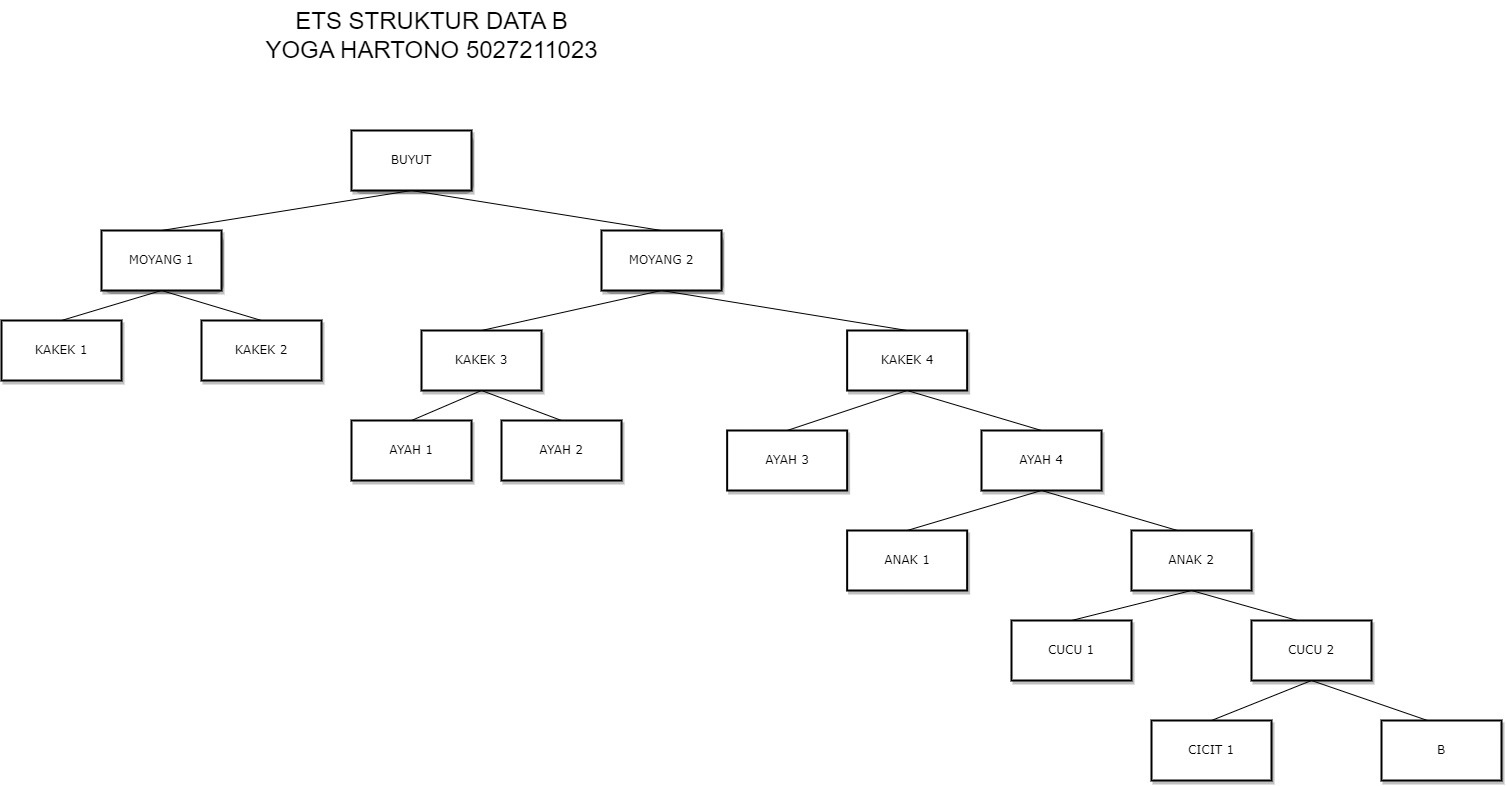 ETS STRUKTUR DATA B
YOGA HARTONO 5027211023
BUYUT
MOYANG 1
MOYANG 2
KAKEK 1
KAKEK 2
KAKEK 3
KAKEK 4
AYAH 1
AYAH 2
AYAH 3
AYAH 4
ANAK 1
ANAK 2
CUCU 1
CUCU 2
CICIT 1
B